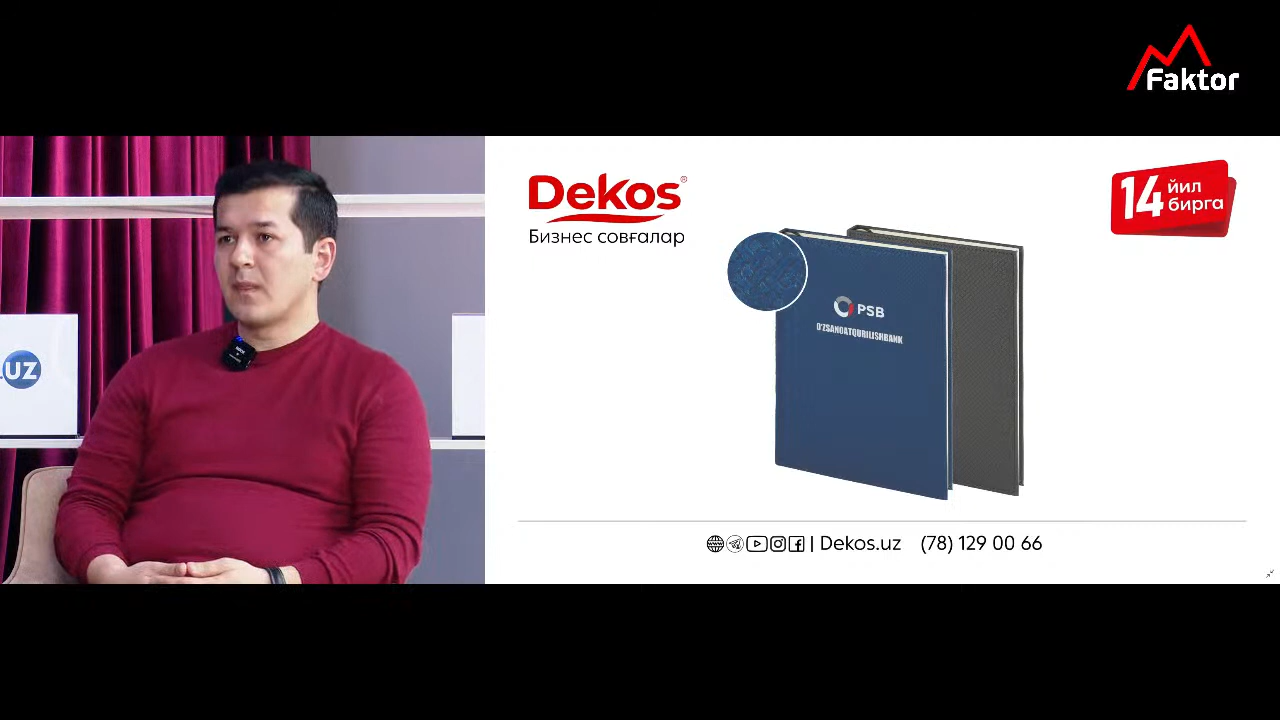 Faktor
Dekos®
Бизнес совғалар
14 йил
бирга
PSB
O'ZSANOATQURILISHBANK
.UZ
| Dekos.uz (78) 129 00 66